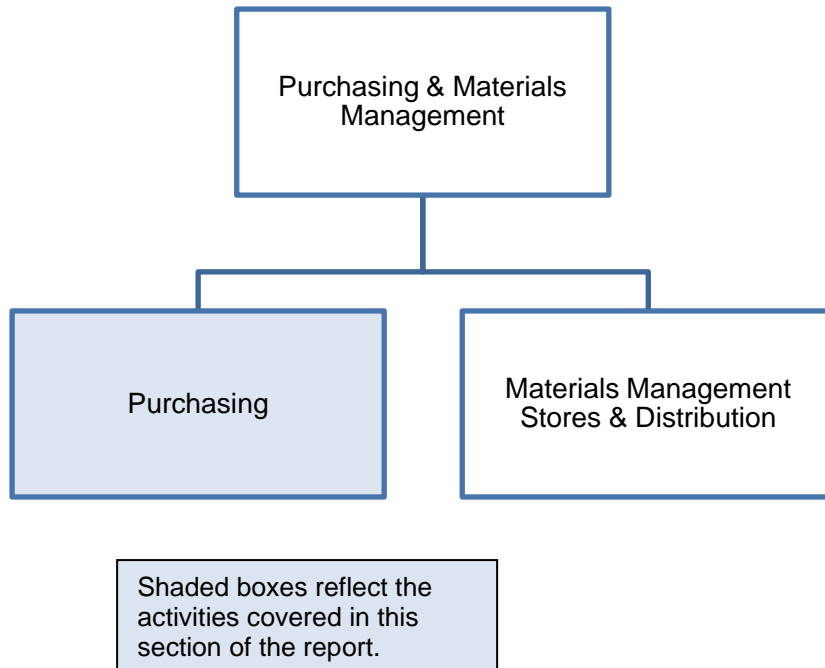 Purchasing & Materials
Management
Purchasing
Materials Management
Stores & Distribution
Shaded boxes reflect the
activities covered in this
section of the report.